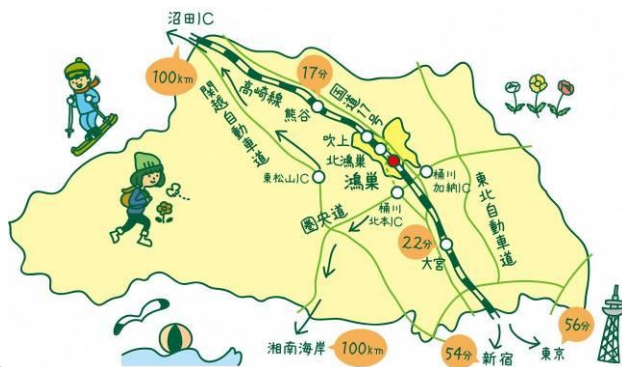 沼田IC
100km
17分
高崎線
国道17号
関越自動車道
熊谷
吹上
北鴻巣
鴻巣
東松山IC
桶川
加納IC
桶川
北本IC
圏央道
東北自動車道
22分
大宮
湘南海岸
100km
54分
新宿
56分
東京